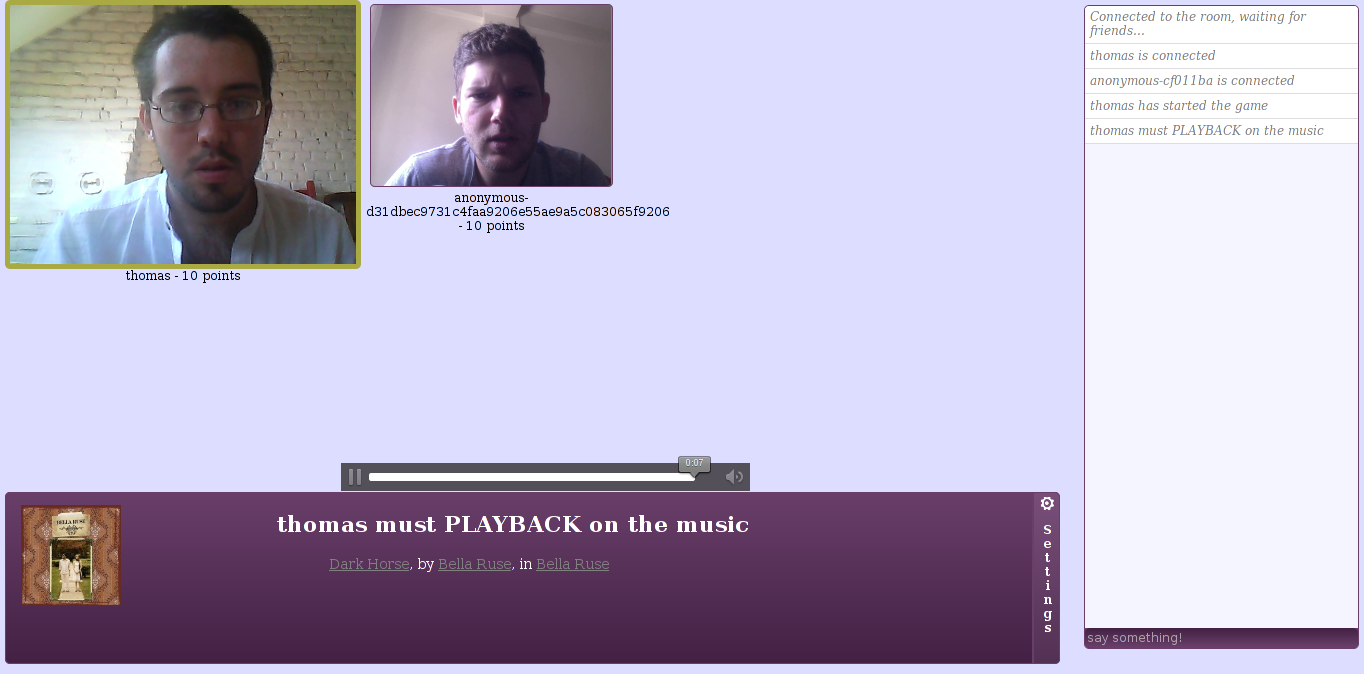 thomas - 10 points
anonymous-
d31dbec9731c4faa9206e55ae9a5c083065f9206
- 10 points
0:07
BELLA RUSE
thomas must PLAYBACK on the music
Dark Horse, by Bella Ruse, in Bella Ruse
Settings
Connected to the room, waiting for
friends...
thomas is connected
anonymous-cf011ba is connected
thomas has started the game
thomas must PLAYBACK on the music
say something!